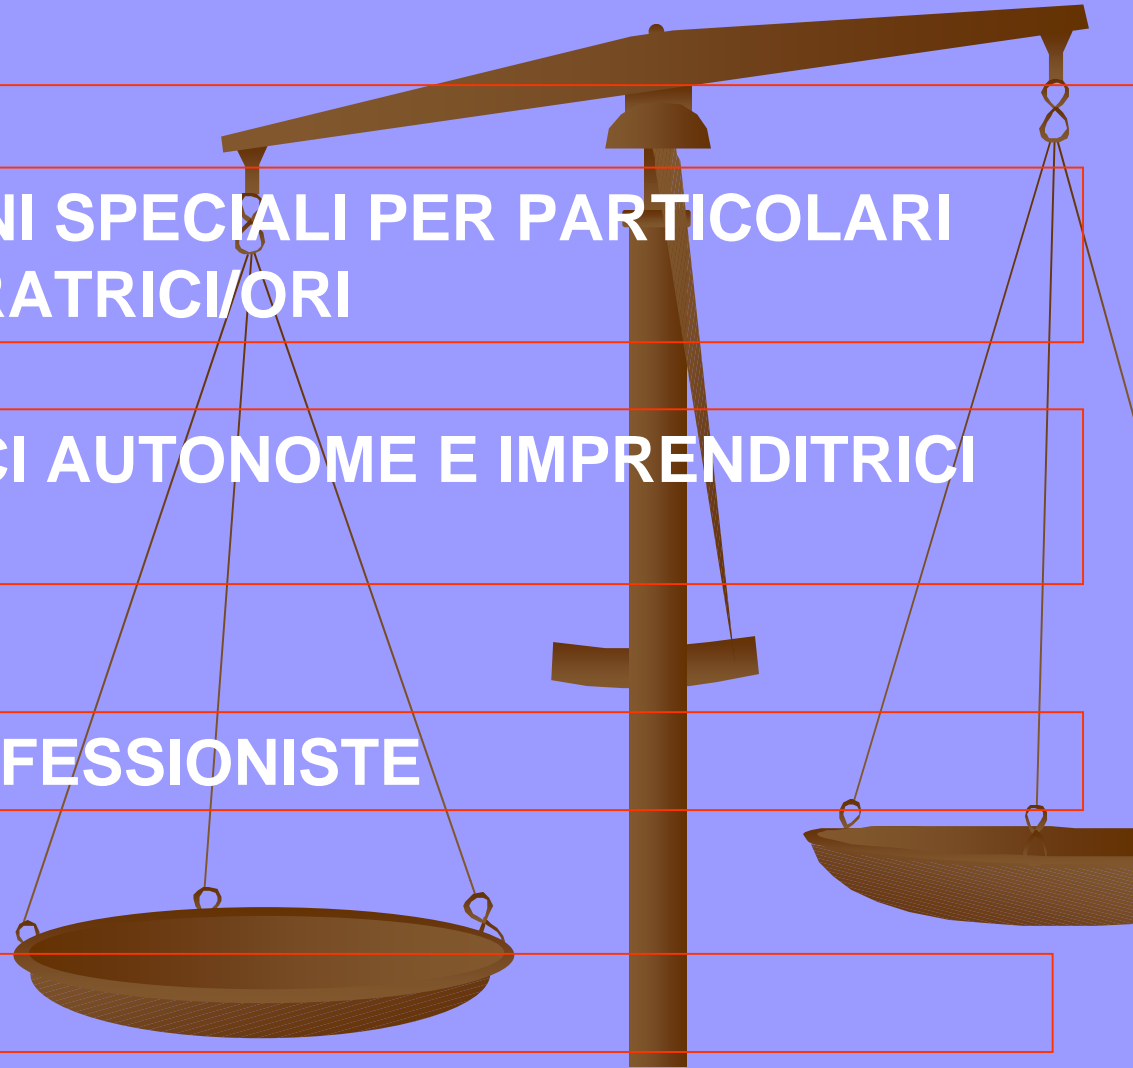 NI SPECIALI PER PARTICOLARI
RATRICI/ORI
CI AUTONOME E IMPRENDITRICI
FESSIONISTE